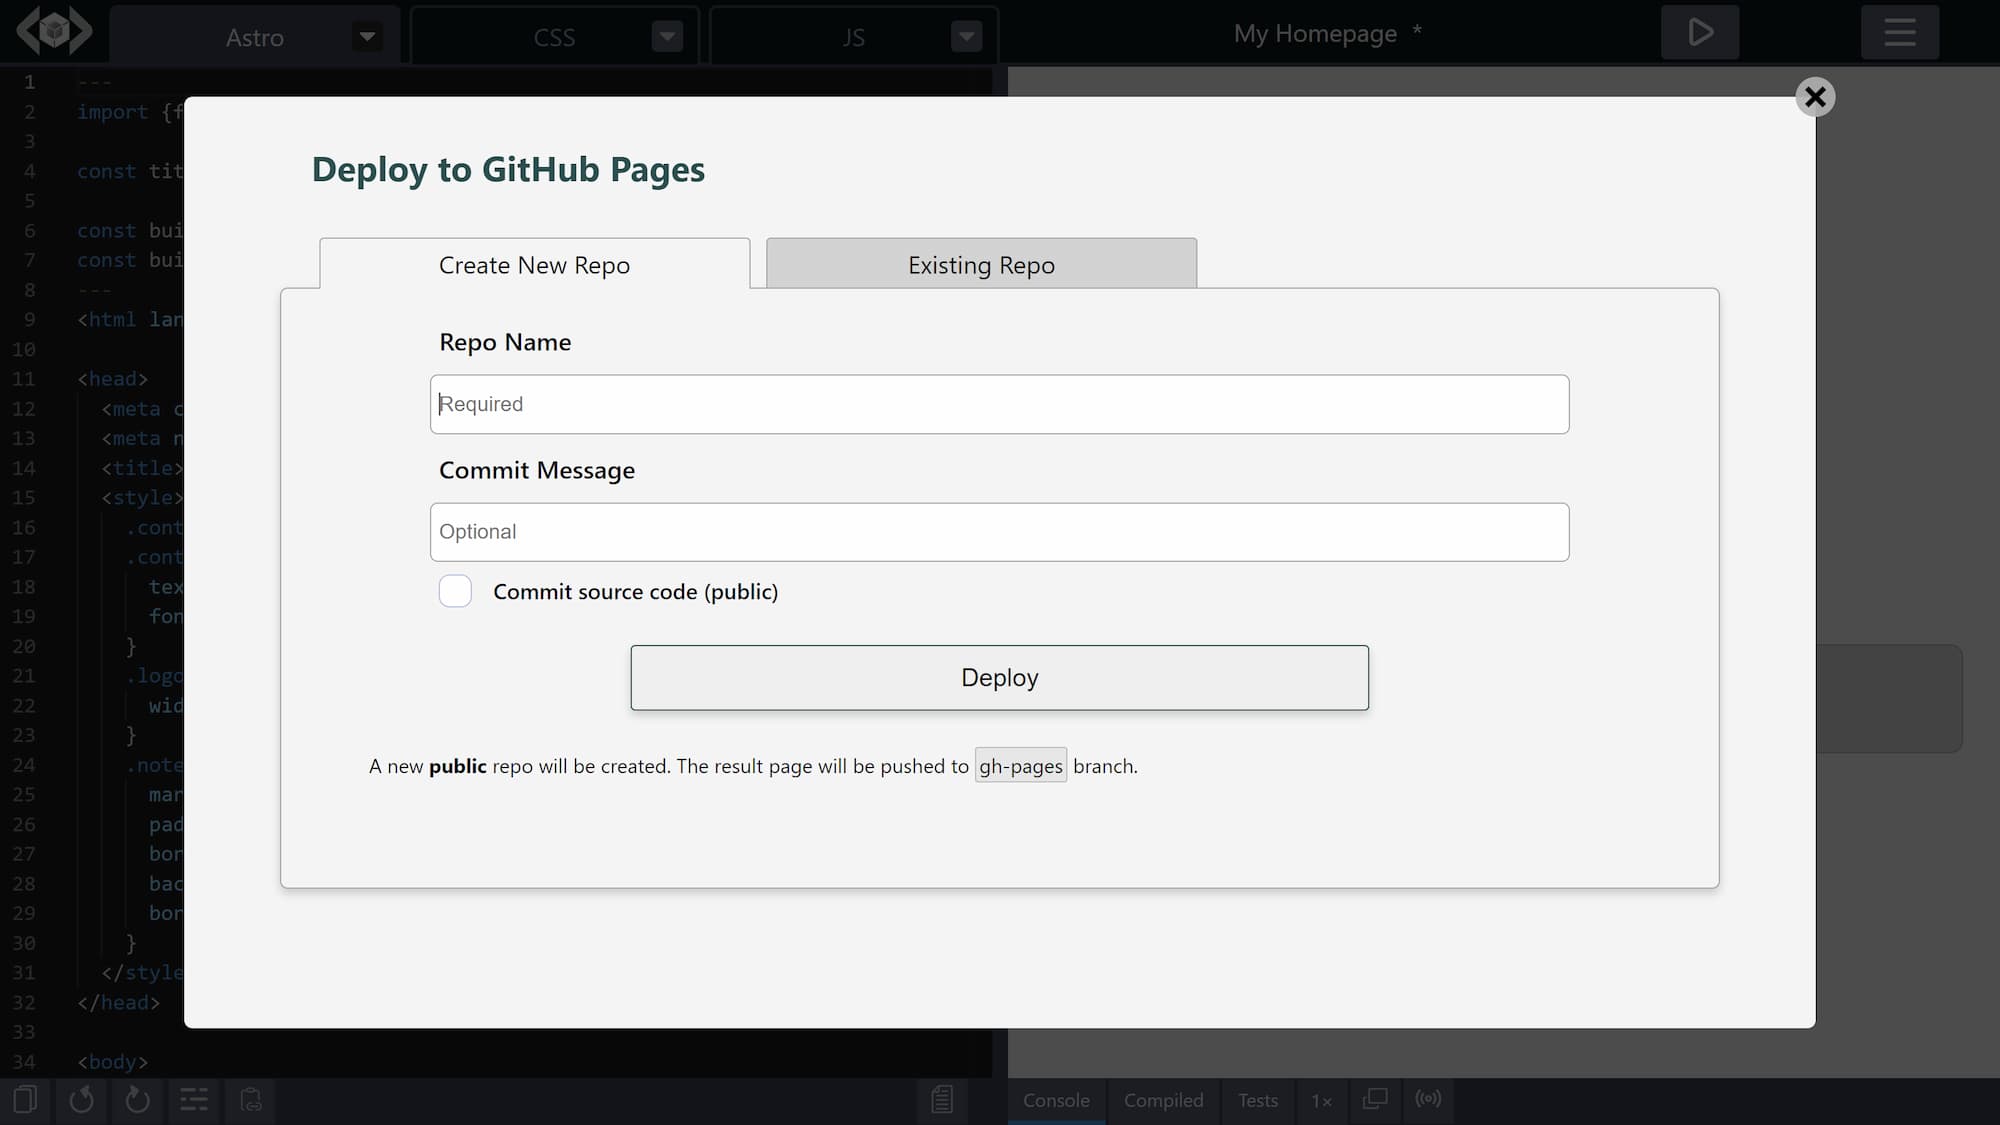 Astro
CSS
JS
My Homepage *
1 ---
2 import {f
3
4 const tit
5
6 const bui
7 const bui
8 ---
9 <html lan
10
11 <head>
12 <meta c
13 <meta n
14 <title>
15 <style>
16 .cont
17 .cont
18 tex
19 fon
20 }
21 .logo
22 wid
23 }
24 .note
25 mar
26 pad
27 bor
28 bac
29 bor
30 }
31 </style
32 </head>
33
34 <body>
Deploy to GitHub Pages
Create New Repo
Existing Repo
Repo Name
Required
Commit Message
Optional
Commit source code (public)
Deploy
A new public repo will be created. The result page will be pushed to gh-pages branch.
Console
Compiled
Tests
1×